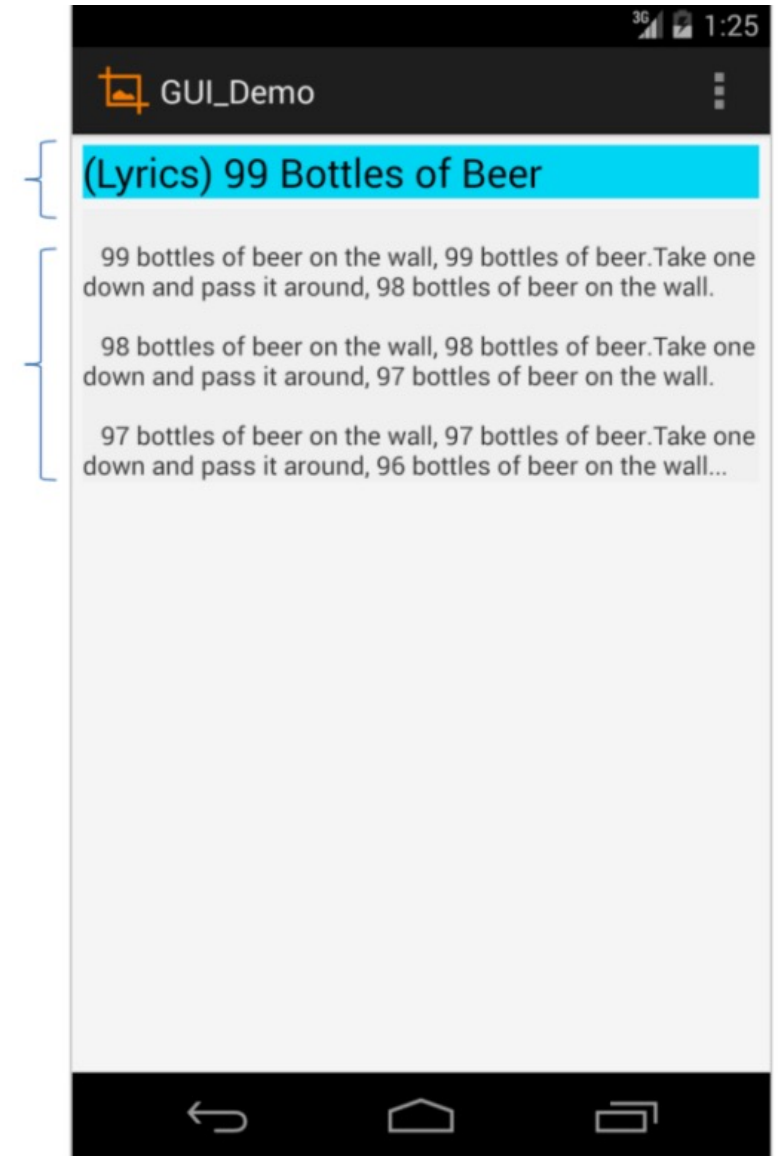 3G 1:25
GUI_Demo
(Lyrics) 99 Bottles of Beer
99 bottles of beer on the wall, 99 bottles of beer.Take one
down and pass it around, 98 bottles of beer on the wall.
98 bottles of beer on the wall, 98 bottles of beer.Take one
down and pass it around, 97 bottles of beer on the wall.
97 bottles of beer on the wall, 97 bottles of beer.Take one
down and pass it around, 96 bottles of beer on the wall...